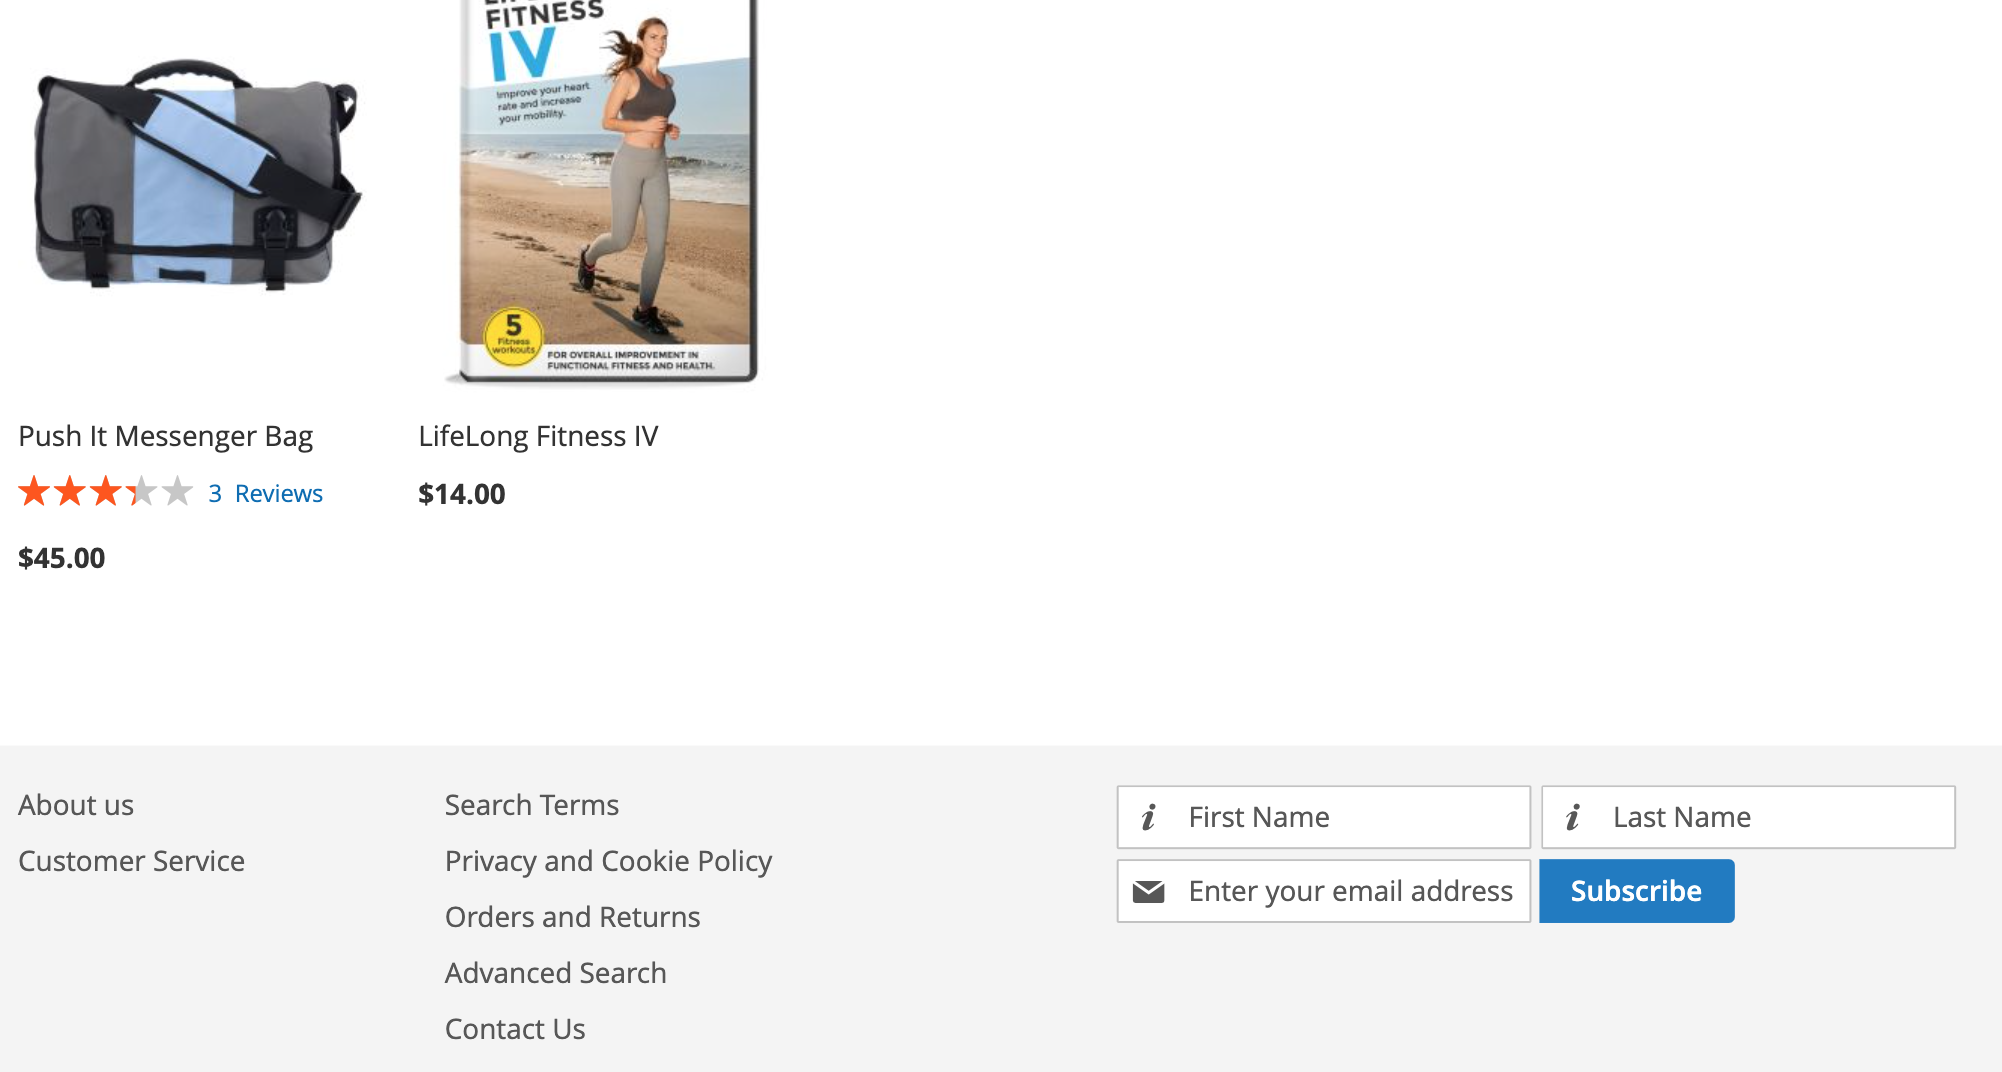 FITNESS
IV
Improve your heart
rate and increase
your mobility.
5
Fitness
workouts
FOR OVERALL IMPROVEMENT IN
FUNCTIONAL FITNESS AND HEALTH.
Push It Messenger Bag
LifeLong Fitness IV
3 Reviews
$14.00
$45.00
About us
Customer Service
Search Terms
Privacy and Cookie Policy
Orders and Returns
Advanced Search
Contact Us
First Name
Last Name
Enter your email address
Subscribe